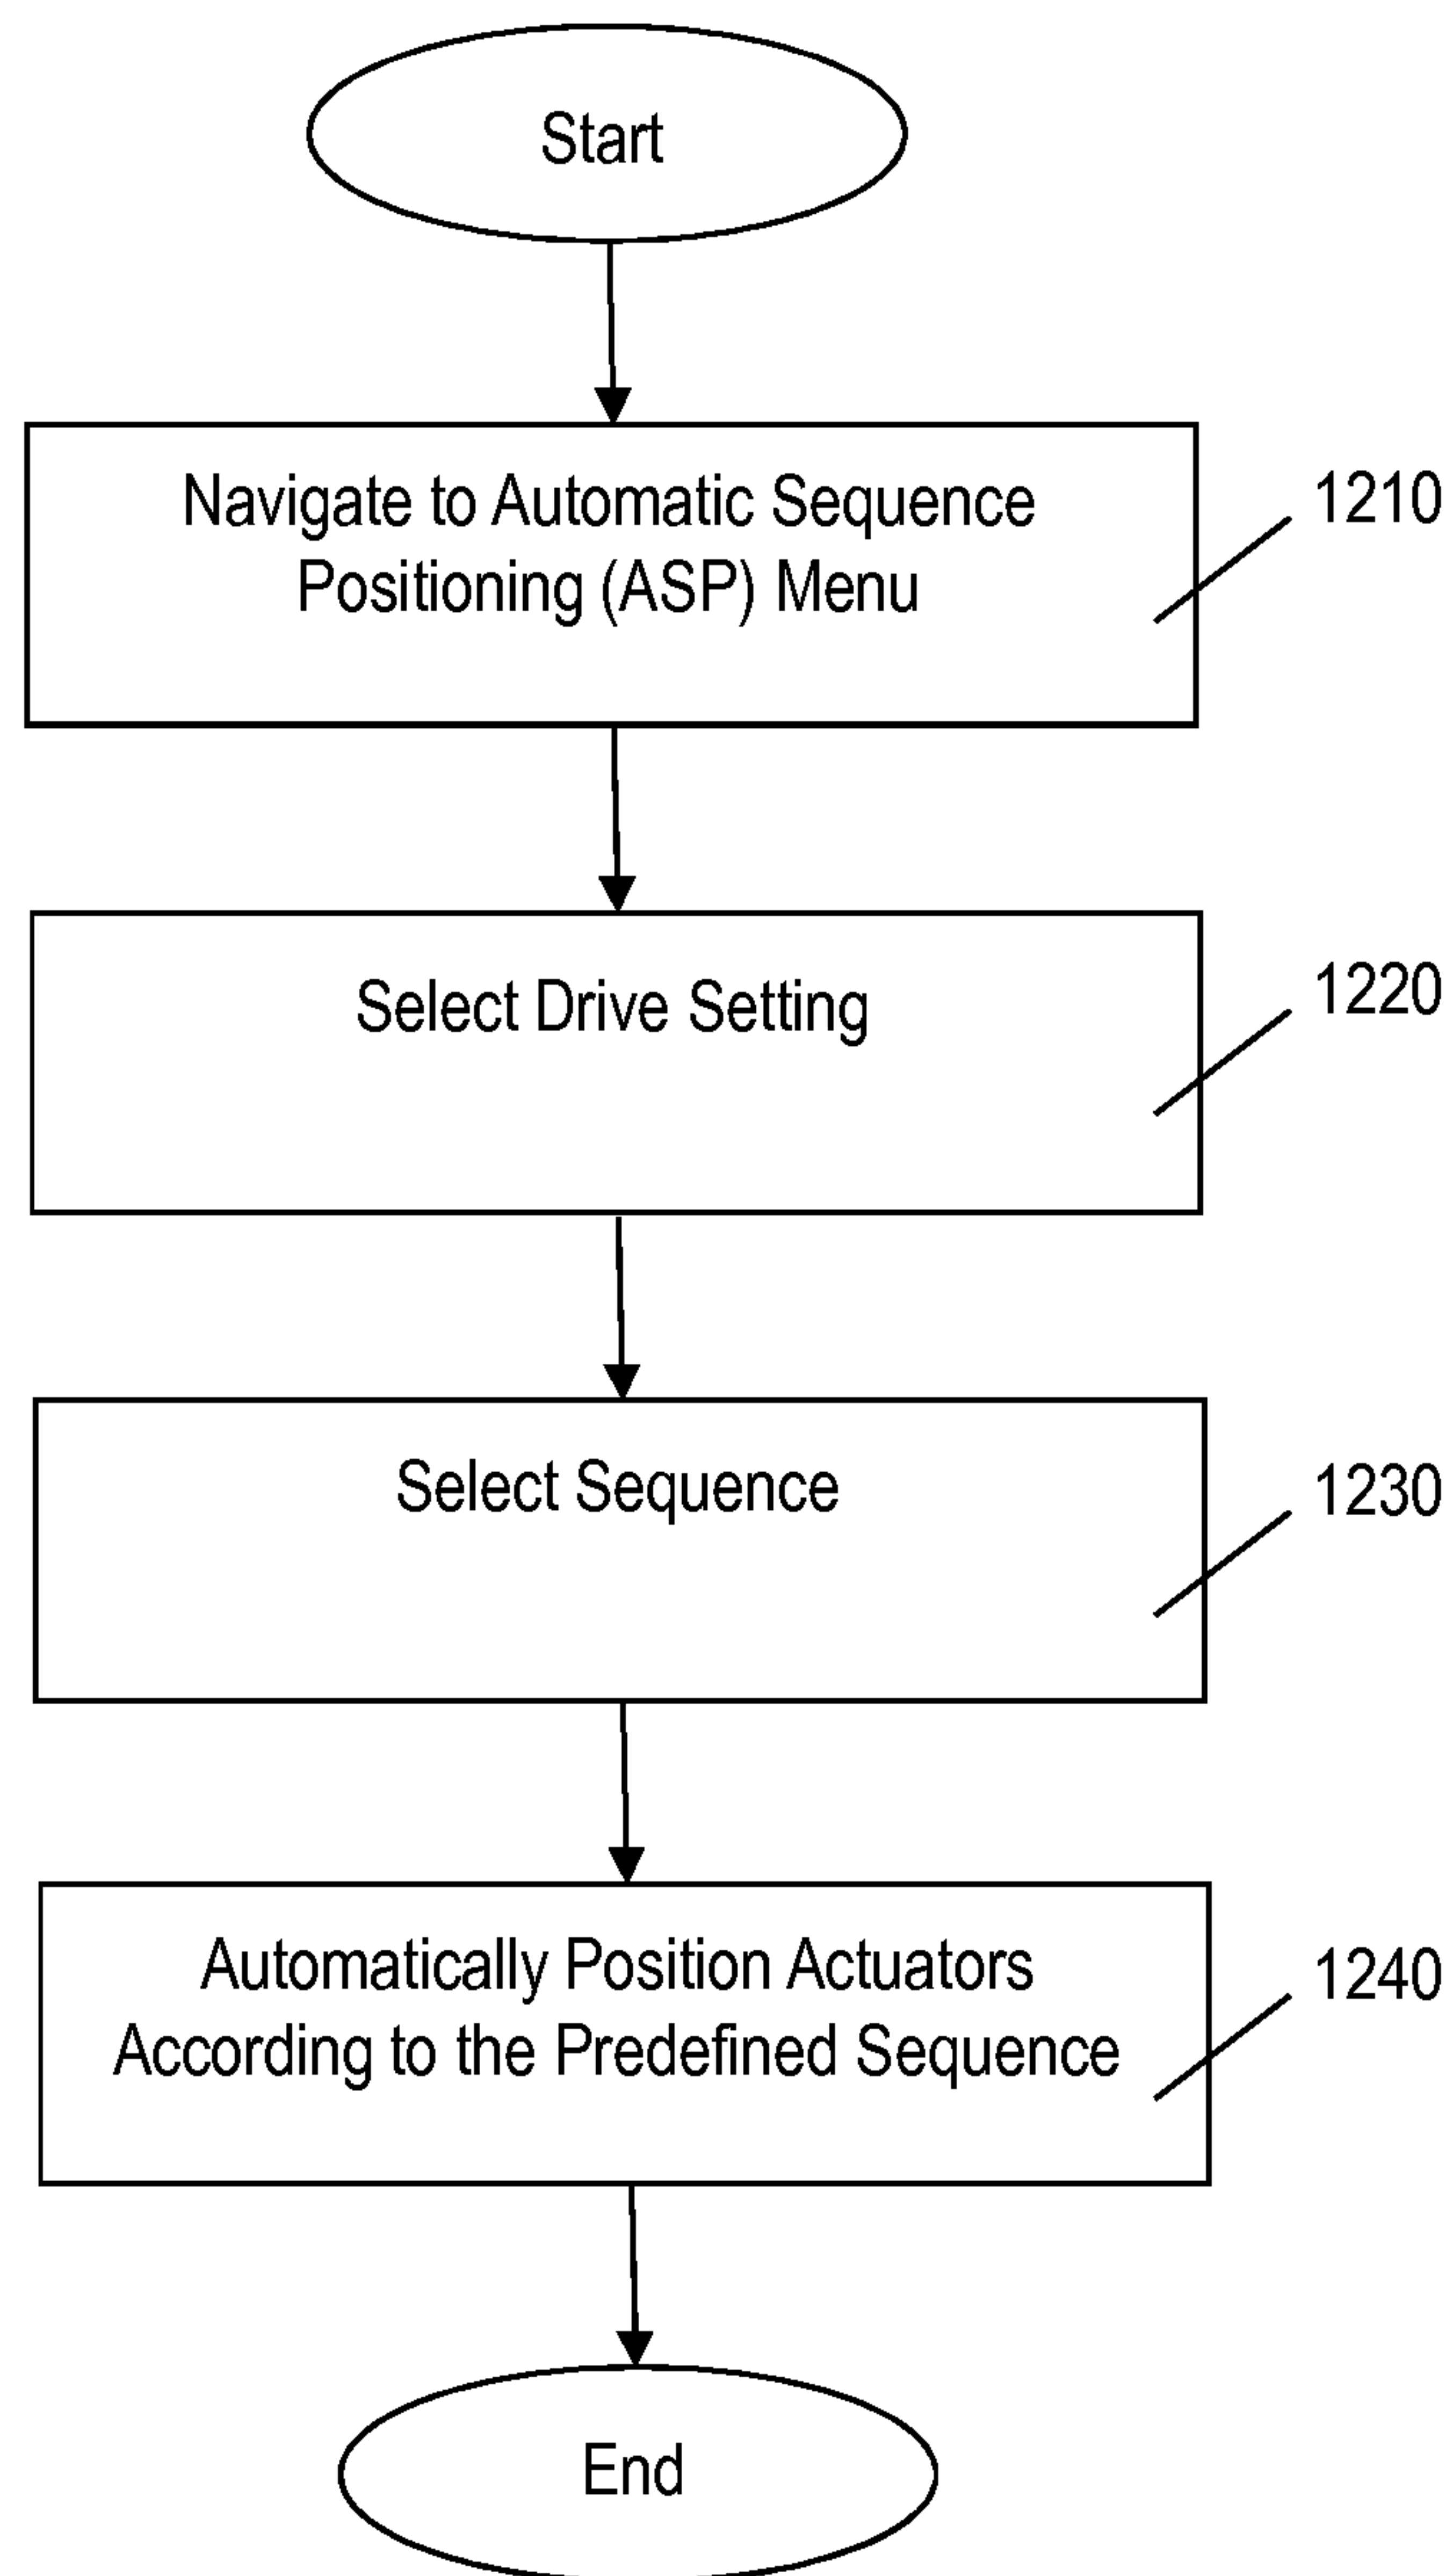 Start
Navigate to Automatic Sequence
Positioning (ASP) Menu
1210
Select Drive Setting
1220
Select Sequence
1230
Automatically Position Actuators
According to the Predefined Sequence
1240
End